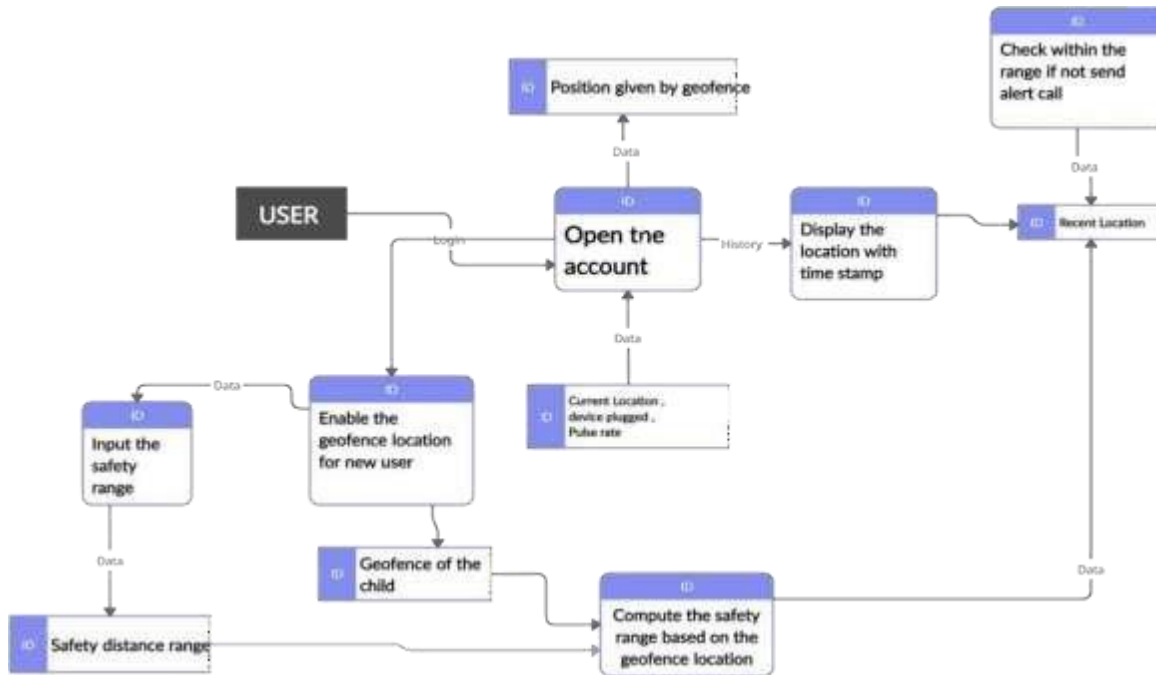 ID
Check within the
range if not send
alert call
ID
Position given by geofence
Data
Data
USER
ID
Open tne
account
Login
History
ID
Display the
location with
time stamp
ID
Recent Location
Data
Data
ID
Current Location ,
device plugged ,
Pulse rate
ID
Enable the
geofence location
for new user
ID
Input the
safety
range
Data
ID
Geofence of the
child
Data
ID
Compute the safety
range based on the
geofence location
ID
Safety distance range